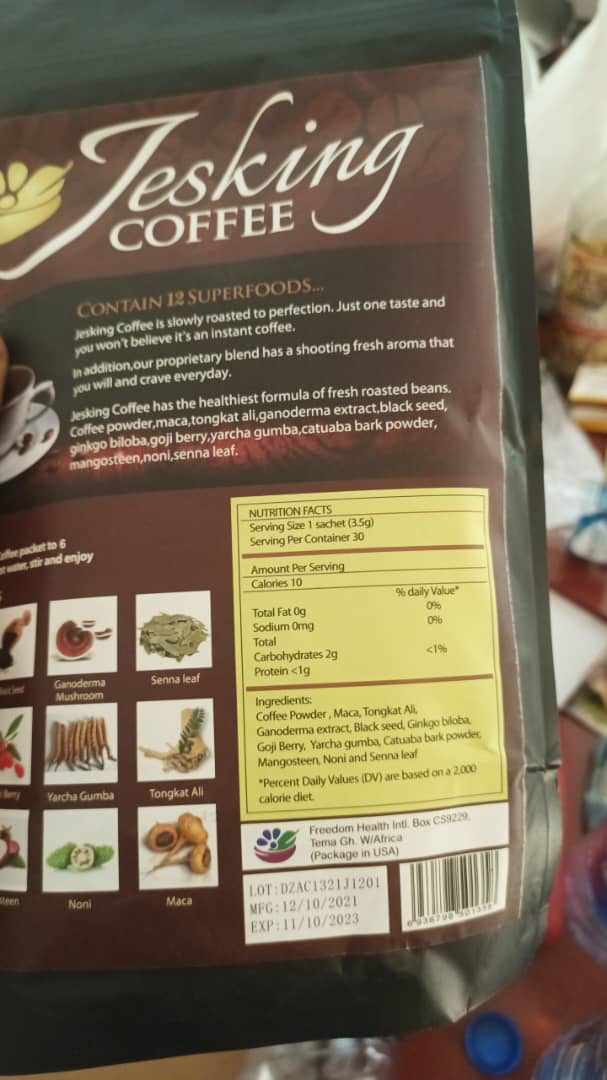 Jesking
COFFEE
CONTAIN 12 SUPERFOODS...
Jesking Coffee is slowly roasted to perfection. Just one taste and
you won't believe it's an instant coffee.
In addition,our proprietary blend has a shooting fresh aroma that
you will and crave everyday.
Jesking Coffee has the healthiest formula of fresh roasted beans.
Coffee powder,maca,tongkat ali,ganoderma extract,black seed,
ginkgo biloba,goji berry,yarcha gumba,catuaba bark powder,
mangosteen,noni,senna leaf.
packet to 6
water, stir and enjoy
Ganoderma
Mushroom
Senna leaf
Berry
Yarcha Gumba
Tongkat Ali
Noni
Maca
NUTRITION FACTS
Serving Size 1 sachet (3.5g)
Serving Per Container 30
Amount Per Serving
Calories 10
% daily Value*
Total Fat 0g 0%
Sodium 0mg 0%
Total
Carbohydrates 2g <1%
Protein <1g
Ingredients:
Coffee Powder , Maca, Tongkat Ali,
Ganoderma extract, Black seed, Ginkgo biloba,
Goji Berry, Yarcha gumba, Catuaba bark powder,
Mangosteen, Noni and Senna leaf
*Percent Daily Values (DV) are based on a 2,000
calorie diet.
Freedom Health Intl. Box CS9229,
Tema Gh. W/Africa
(Package in USA)
LOT:DZAC1321J1201
MFG:12/10/2021
EXP:11/10/2023